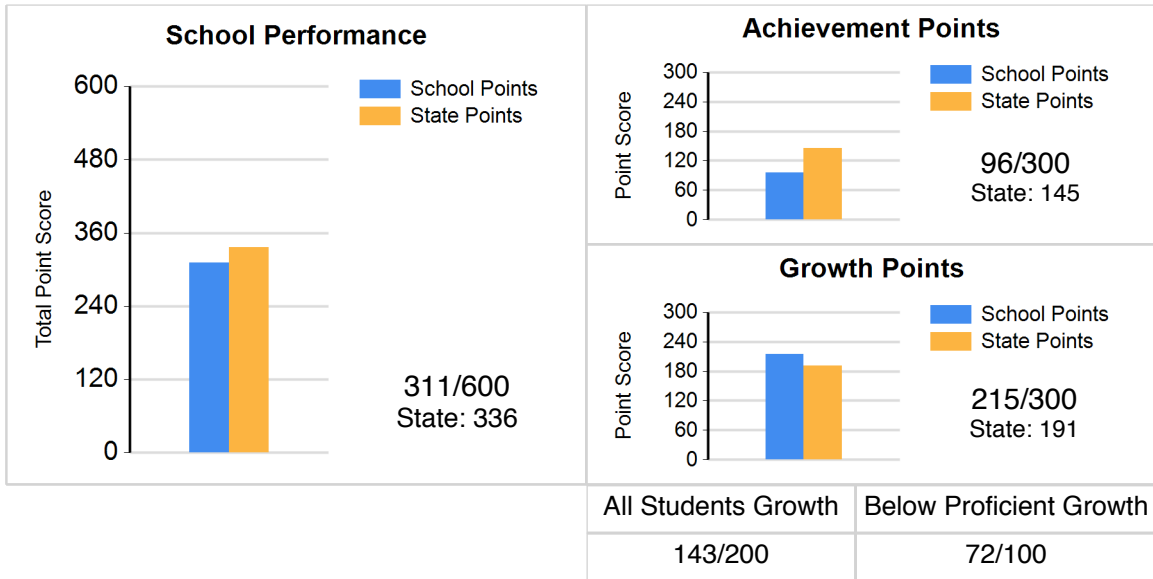 School Performance
600
480
360
240
120
0
Total Point Score
School Points
State Points
311/600
State: 336
Achievement Points
300
240
180
120
60
0
Point Score
School Points
State Points
96/300
State: 145
Growth Points
300
240
180
120
60
0
Point Score
School Points
State Points
215/300
State: 191
All Students Growth
Below Proficient Growth
143/200
72/100